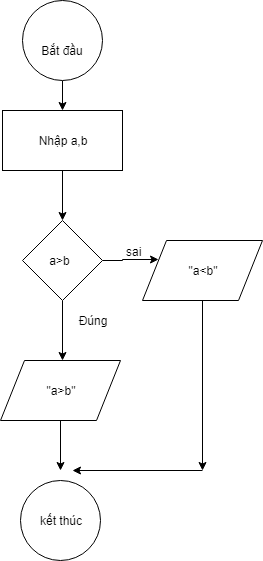 Bắt đầu
Nhập a,b
a>b
sai
"a<b"
Đúng
"a>b"
kết thúc